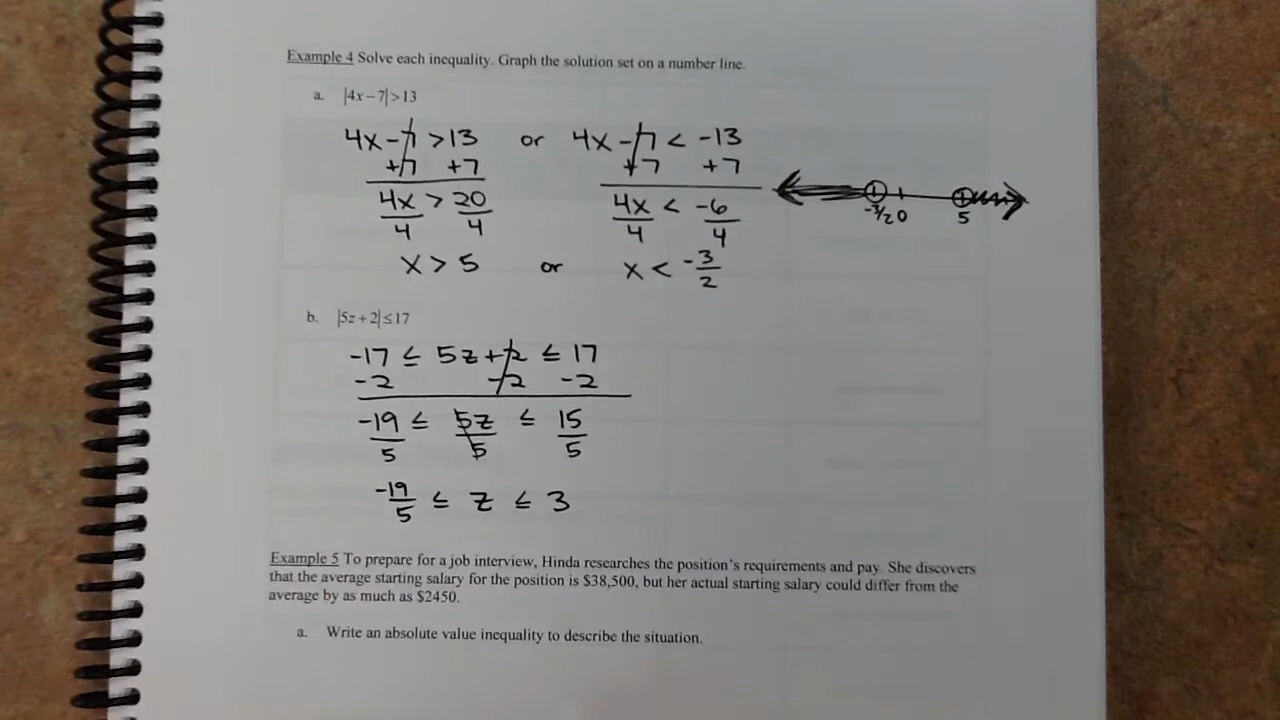 Example 4 Solve each inequality. Graph the solution set on a number line.
a. |4x-7|>13
4x-7 >13 or 4x-7 < -13
+7 +7 +7 +7
4x > 20 4x < -6
4 4 4 4
x > 5 or x < -3/2
-3/2 0 5
b. |5z+2|≤17
-17 ≤ 5z+2 ≤ 17
-2 -2 -2
-19 ≤ 5z ≤ 15
5 5 5
-19/5 ≤ z ≤ 3
Example 5 To prepare for a job interview, Hinda researches the position's requirements and pay. She discovers
that the average starting salary for the position is $38,500, but her actual starting salary could differ from the
average by as much as $2450.
a. Write an absolute value inequality to describe the situation.